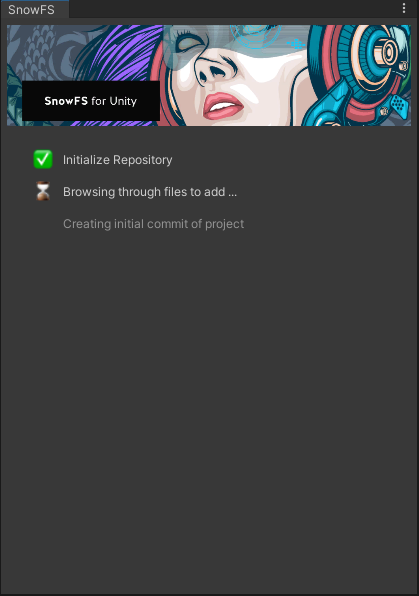 SnowFS
SnowFS for Unity
Initialize Repository
Browsing through files to add ...
Creating initial commit of project